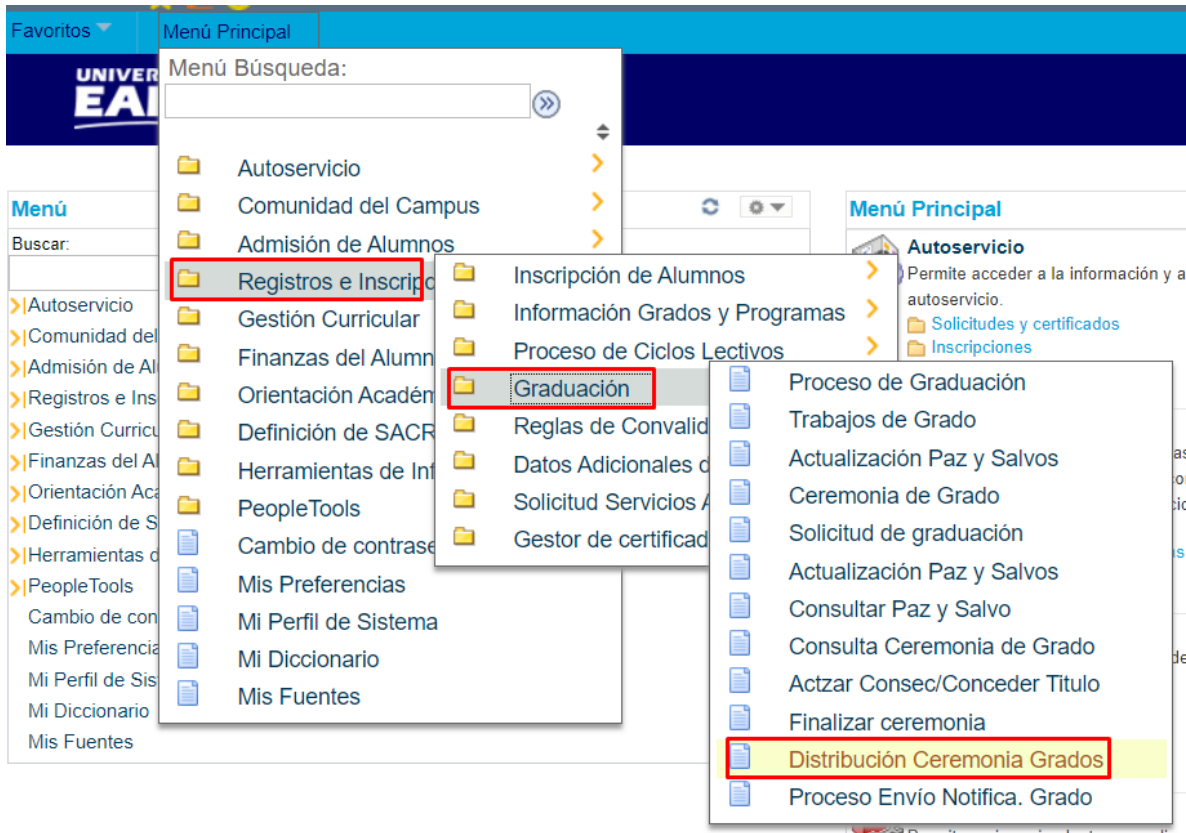 Favoritos
Menú Principal
UNIVER
EAI
Menú Búsqueda:
Autoservicio
Comunidad del Campus
Admisión de Alumnos
Registros e Inscripc
Gestión Curricular
Finanzas del Alumn
Orientación Académ
Definición de SACR
Herramientas de Inf
PeopleTools
Cambio de contrase
Mis Preferencias
Mi Perfil de Sistema
Mi Diccionario
Mis Fuentes
Inscripción de Alumnos
Información Grados y Programas
Proceso de Ciclos Lectivos
Graduación
Reglas de Convalid
Datos Adicionales d
Solicitud Servicios A
Gestor de certificad
Proceso de Graduación
Trabajos de Grado
Actualización Paz y Salvos
Ceremonia de Grado
Solicitud de graduación
Actualización Paz y Salvos
Consultar Paz y Salvo
Consulta Ceremonia de Grado
Actzar Consec/Conceder Titulo
Finalizar ceremonia
Distribución Ceremonia Grados
Proceso Envío Notifica. Grado
Menú
Buscar:
Autoservicio
Comunidad del
Admisión de Al
Registros e Ins
Gestión Curricu
Finanzas del Al
Orientación Aca
Definición de S
Herramientas d
PeopleTools
Cambio de con
Mis Preferencia
Mi Perfil de Sis
Mi Diccionario
Mis Fuentes
Menú Principal
Autoservicio
Permite acceder a la información y a
autoservicio.
Solicitudes y certificados
Inscripciones